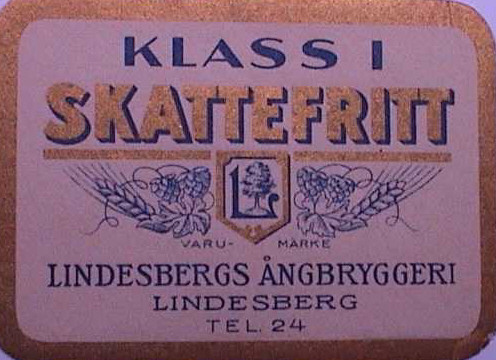 KLASS I
SKATTEFRITT
L
VARU- MÄRKE
LINDESBERGS ÅNGBRYGGERI
LINDESBERG
TEL. 24